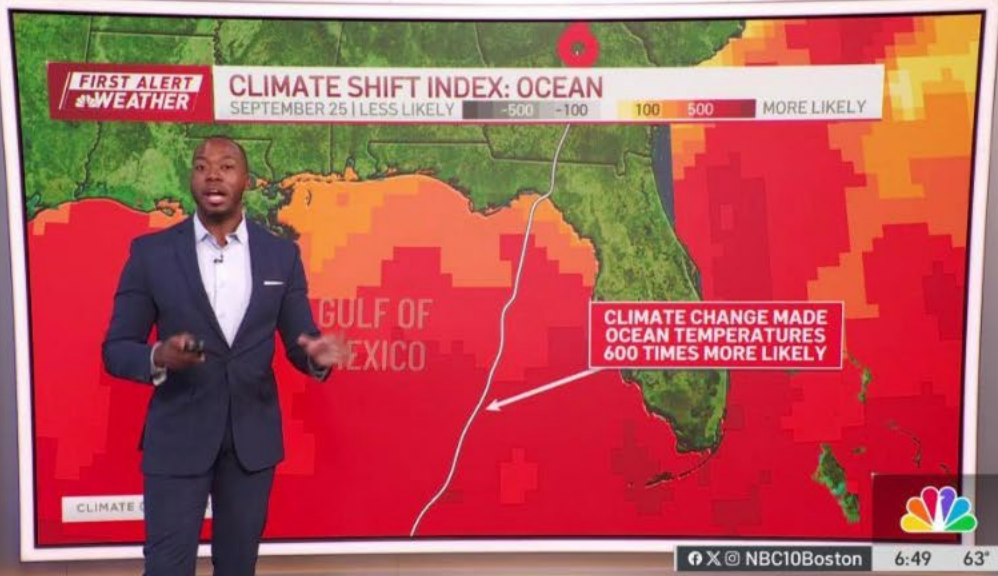 FIRST ALERT
WEATHER
CLIMATE SHIFT INDEX: OCEAN
SEPTEMBER 25 | LESS LIKELY -500 -100 100 500 MORE LIKELY
GULF OF
MEXICO
CLIMATE CHANGE MADE
OCEAN TEMPERATURES
600 TIMES MORE LIKELY
CLIMATE
NBC10Boston 6:49 63°